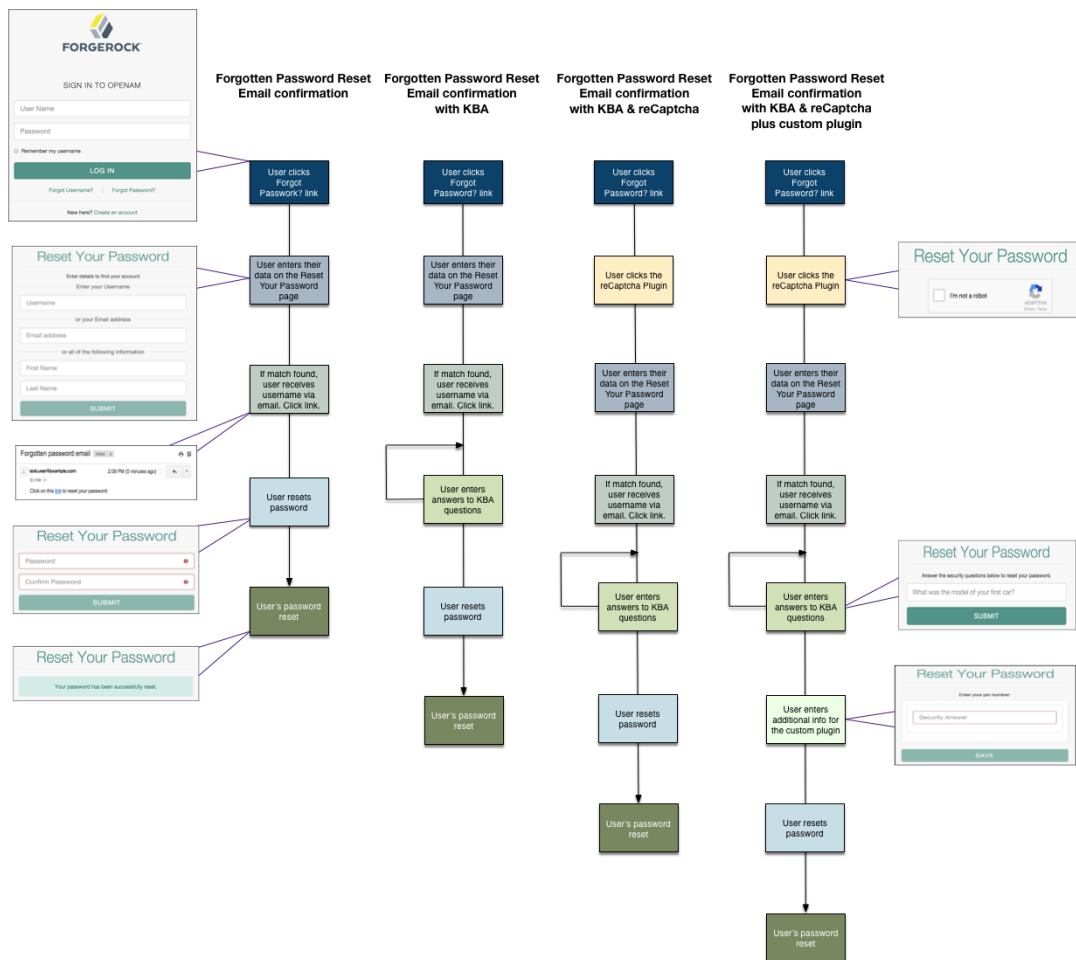 FORGEROCK
SIGN IN TO OPENAM
User Name
Password
Remember my username
LOG IN
Forgot Username? | Forgot Password?
New here? Create an account
Reset Your Password
Enter details to find your account
Enter your Username
Username
or your Email address
Email address
or all of the following information
First Name
Last Name
SUBMIT
Forgotten password email
Inbox x
test.user@example.com
2:09 PM (0 minutes ago)
to me
Click on this link to reset your password
Reset Your Password
Password
Confirm Password
SUBMIT
Reset Your Password
Your password has been successfully reset.
Forgotten Password Reset
Email confirmation
User clicks
Forgot
Passwork? link
User enters their
data on the Reset
Your Password
page
If match found,
user receives
username via
email. Click link.
User resets
password
User's password
reset
Forgotten Password Reset
Email confirmation
with KBA
User clicks
Forgot
Password? link
User enters their
data on the Reset
Your Password
page
If match found,
user receives
username via
email. Click link.
User enters
answers to KBA
questions
User resets
password
User's password
reset
Forgotten Password Reset
Email confirmation
with KBA & reCaptcha
User clicks
Forgot
Password? link
User clicks the
reCaptcha Plugin
User enters their
data on the Reset
Your Password
page
If match found,
user receives
username via
email. Click link.
User enters
answers to KBA
questions
User resets
password
User's password
reset
Forgotten Password Reset
Email confirmation
with KBA & reCaptcha
plus custom plugin
User clicks
Forgot
Password? link
User clicks the
reCaptcha Plugin
User enters their
data on the Reset
Your Password
page
If match found,
user receives
username via
email. Click link.
User enters
answers to KBA
questions
User enters
additional info for
the custom plugin
User resets
password
User's password
reset
Reset Your Password
I'm not a robot
reCAPTCHA
Privacy - Terms
Reset Your Password
Answer the security questions below to reset your password.
What was the model of your first car?
SUBMIT
Reset Your Password
Enter your pin number:
Security Answer
SAVE